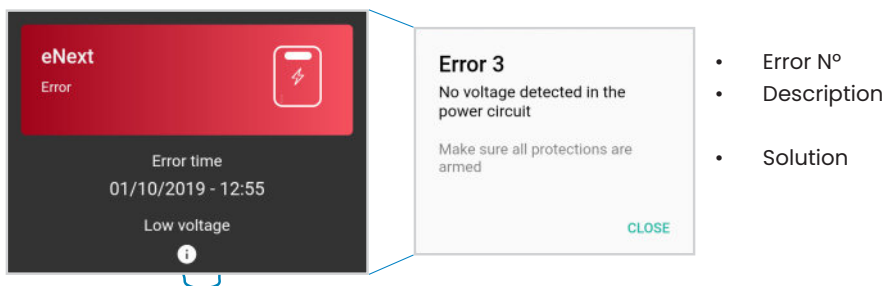 eNext
Error
Error time
01/10/2019 - 12:55
Low voltage
i
Error 3
No voltage detected in the
power circuit
Make sure all protections are
armed
CLOSE
• Error Nº
• Description
• Solution